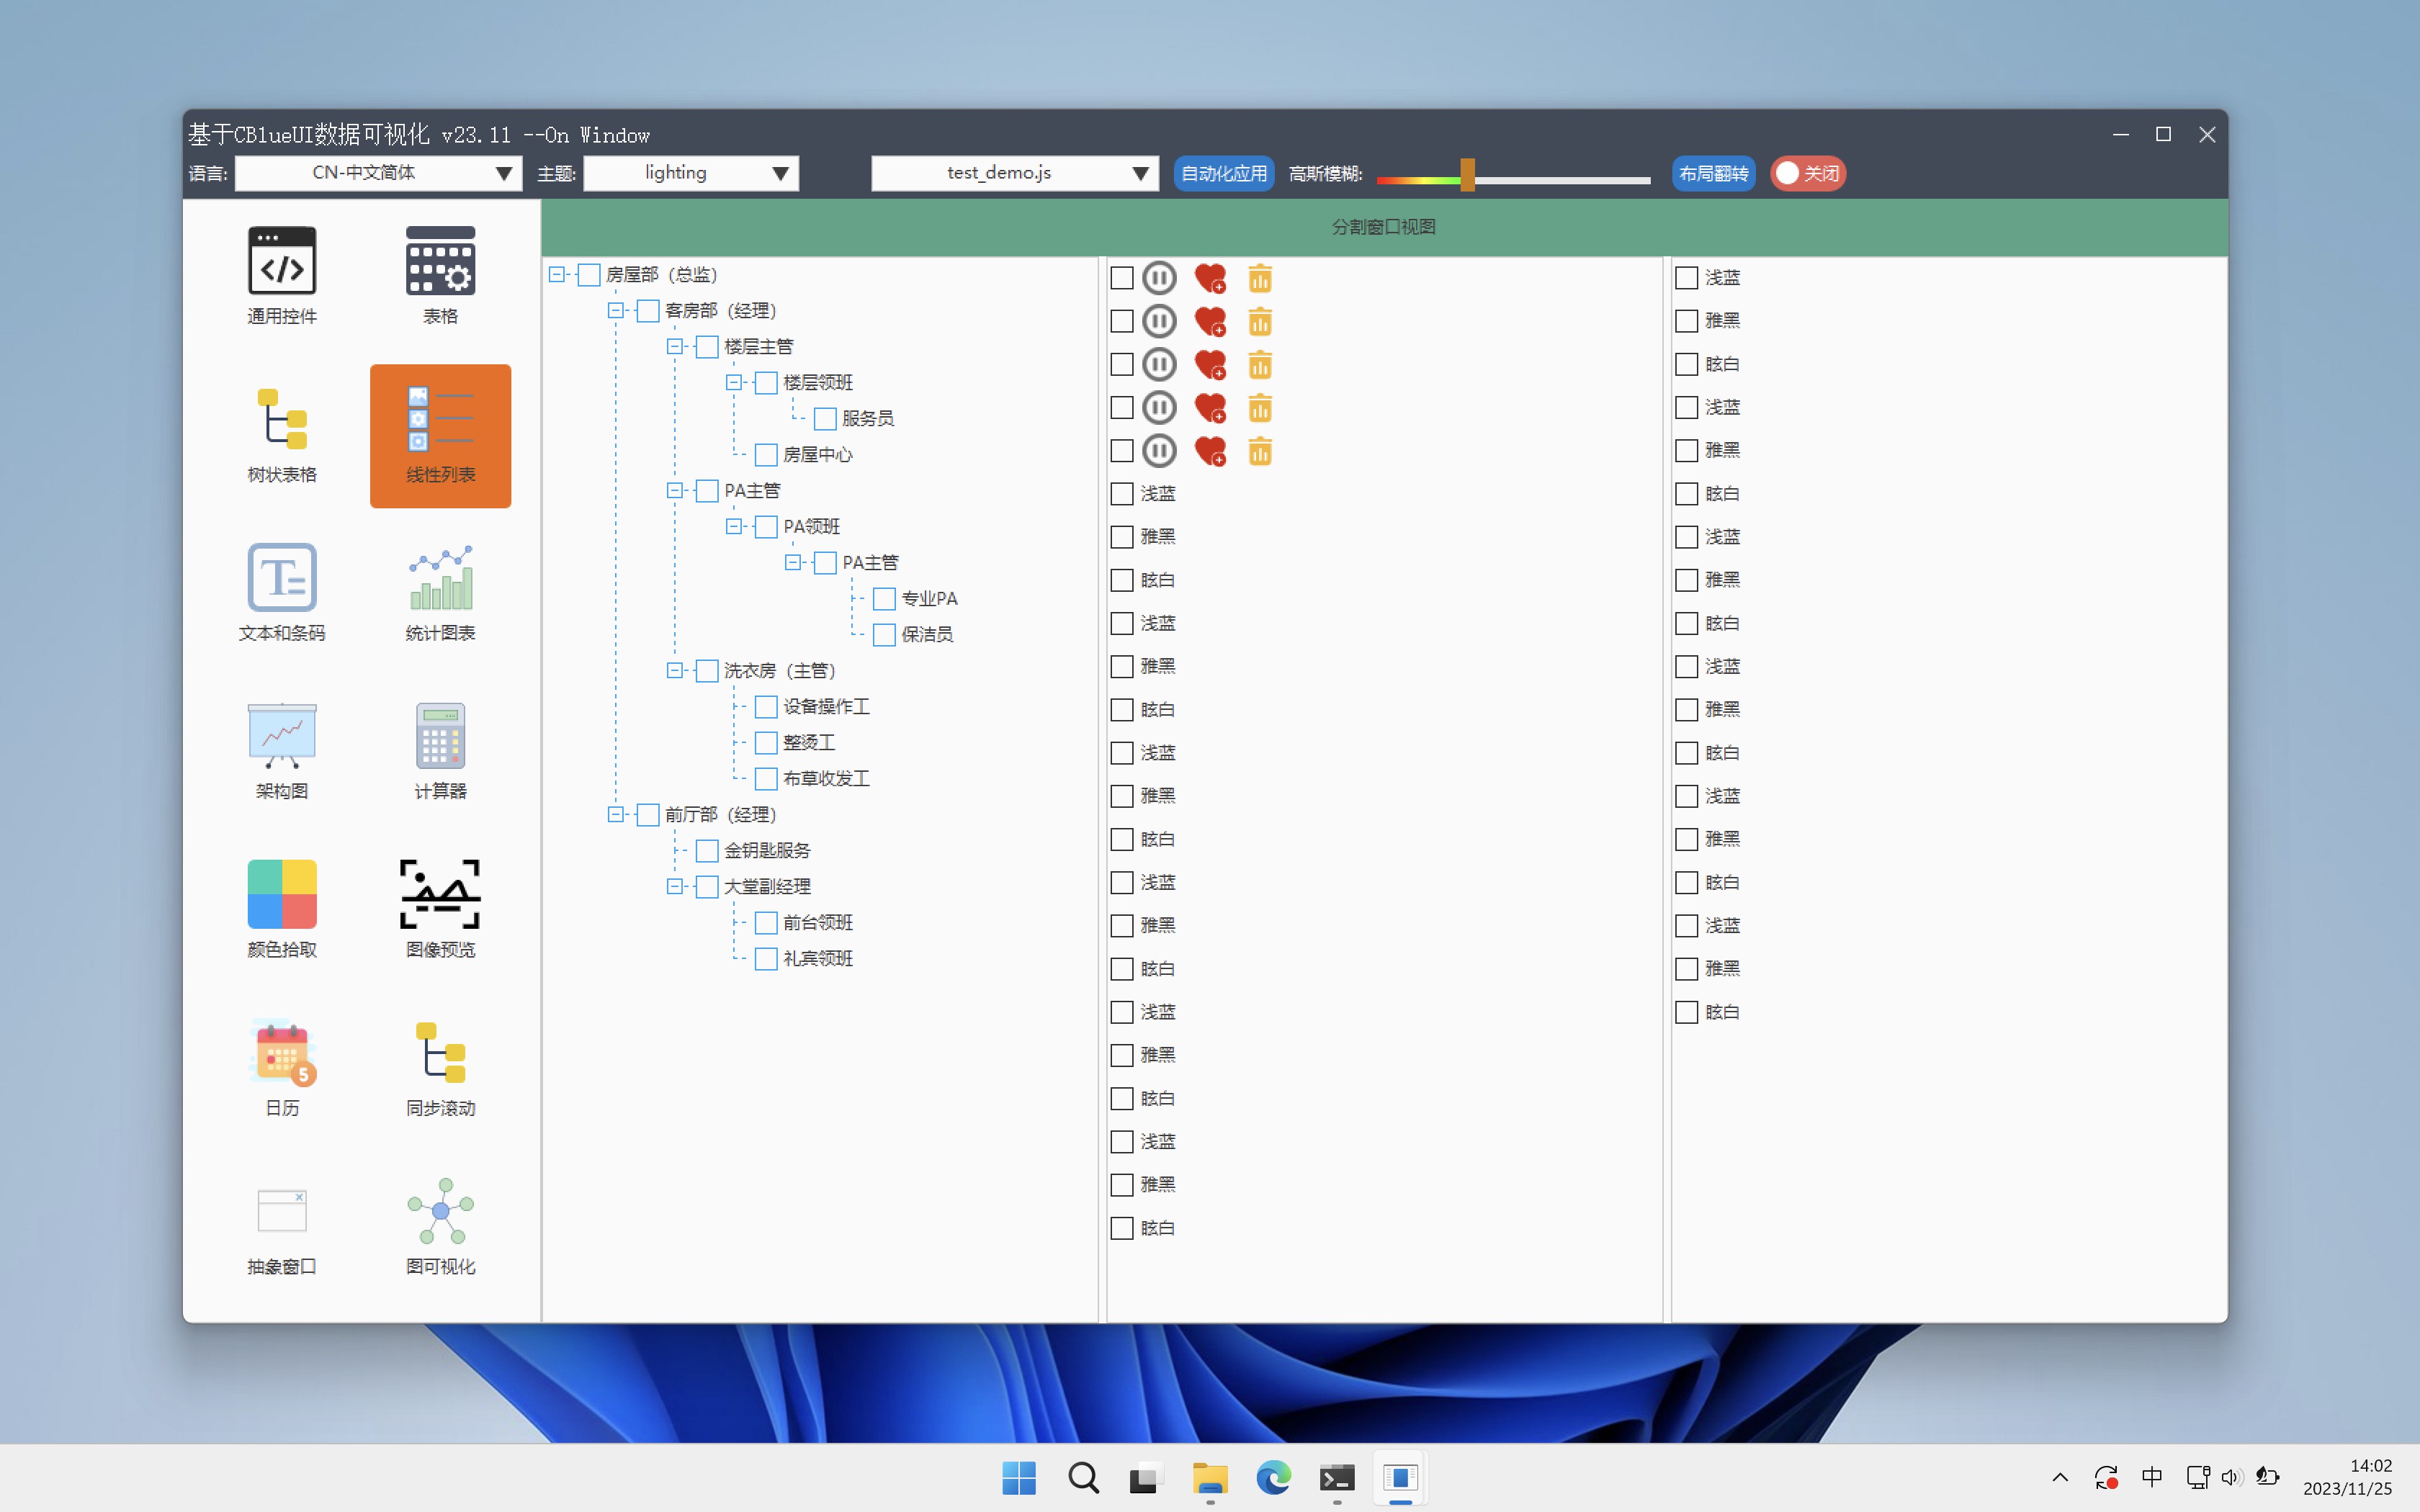 基于CBlueUI数据可视化 v23.11 --On Window
语言: CN-中文简体 主题: lighting test_demo.js 自动化应用 高斯模糊: 布局翻转 关闭
通用控件 表格
树状表格 线性列表
文本和条码 统计图表
架构图 计算器
颜色拾取 图像预览
日历 同步滚动
5
抽象窗口 图可视化
分割窗口视图
房屋部（总监）
客房部（经理）
楼层主管
楼层领班
服务员
房屋中心
PA主管
PA领班
PA主管
专业PA
保洁员
洗衣房（主管）
设备操作工
整烫工
布草收发工
前厅部（经理）
金钥匙服务
大堂副经理
前台领班
礼宾领班
浅蓝
雅黑
眩白
浅蓝
雅黑
眩白
浅蓝
雅黑
眩白
浅蓝
雅黑
眩白
浅蓝
雅黑
眩白
浅蓝
雅黑
眩白
浅蓝
雅黑
眩白
浅蓝
雅黑
眩白
浅蓝
雅黑
眩白
浅蓝
雅黑
眩白
浅蓝
雅黑
眩白
浅蓝
雅黑
眩白
中
14:02
2023/11/25